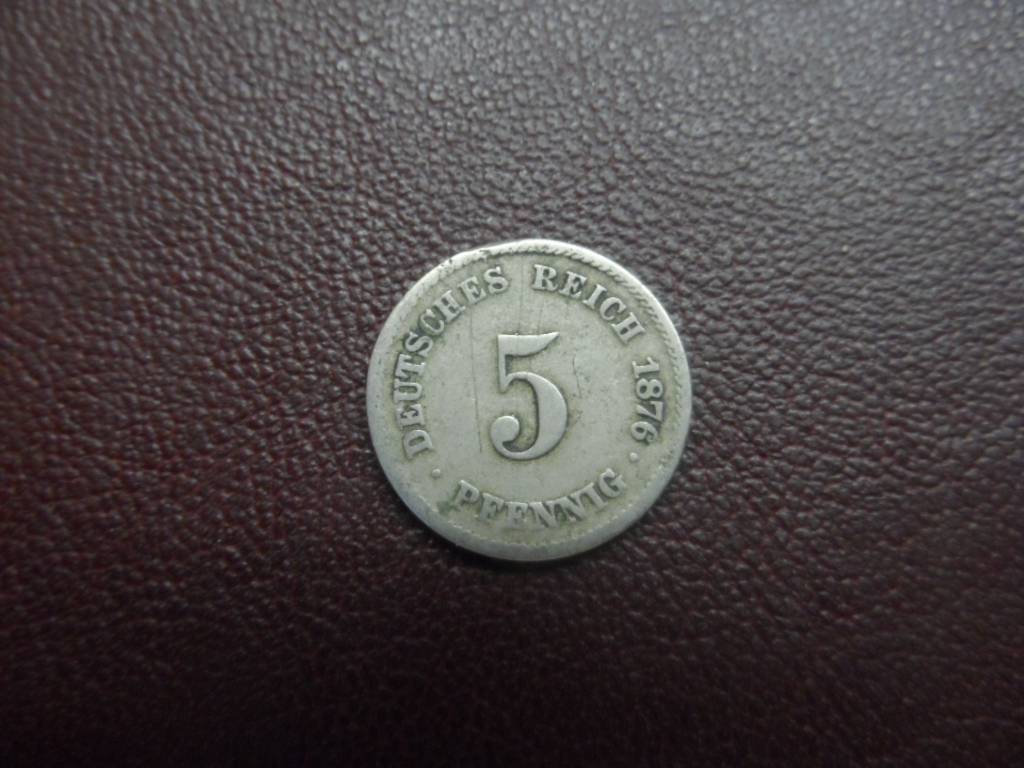 DEUTSCHES REICH 1876
5
· PFENNIG ·